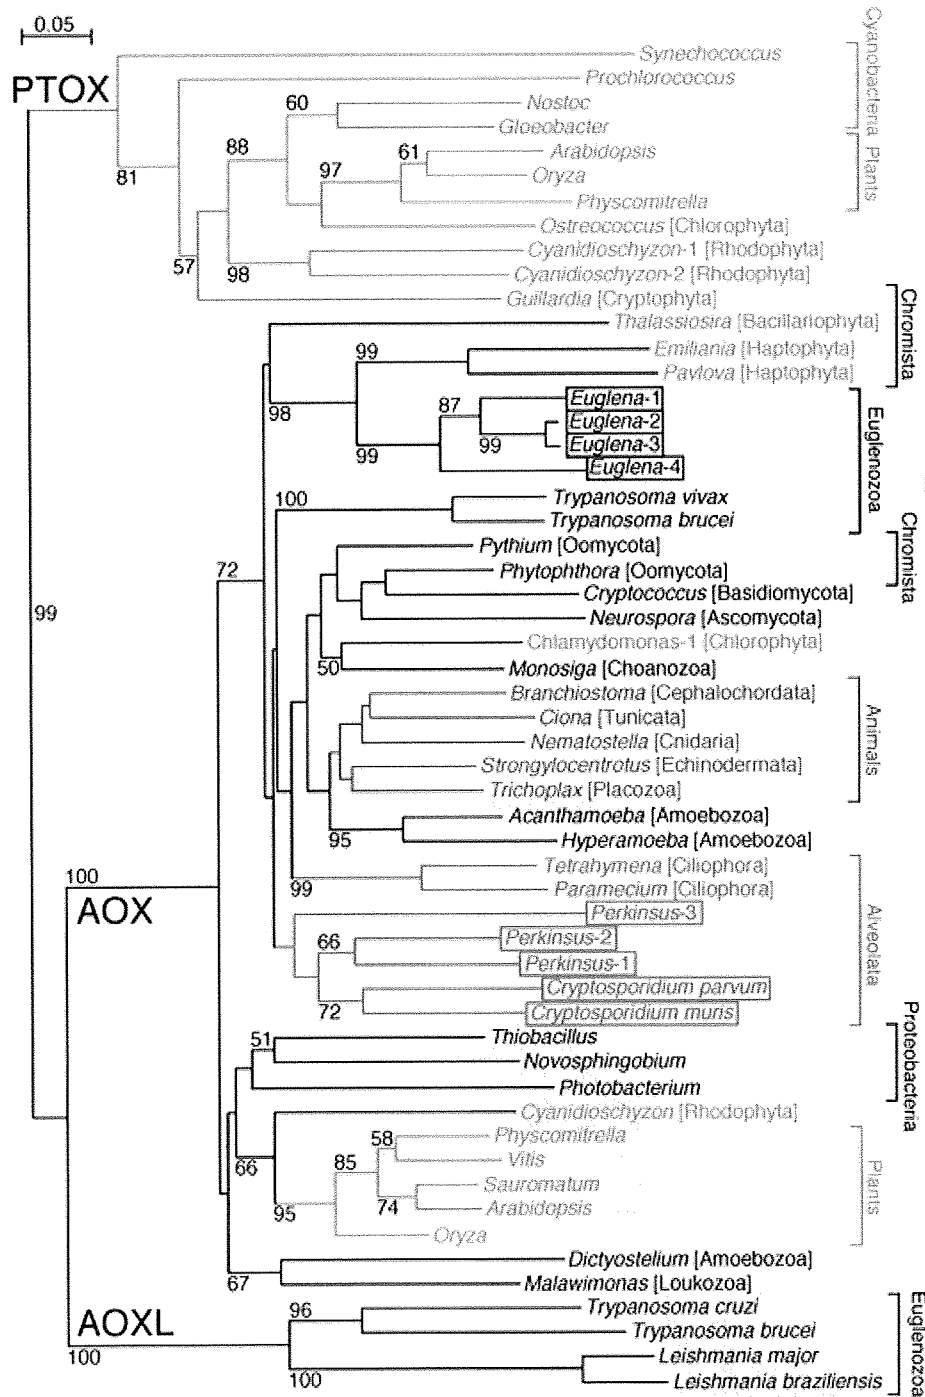 0.05
Cyanobacteria
Synechococcus
PTOX
Prochlorococcus
60
Nostoc
Gloeobacter
88
61
Arabidopsis
Plants
97
81
Oryza
Physcomitrella
Ostreococcus [Chlorophyta]
Cyanidioschyzon-1 [Rhodophyta]
57
98
Cyanidioschyzon-2 [Rhodophyta]
Guillardia [Cryptophyta]
Chromista
Thalassiosira [Bacillariophyta]
99
Emiliania [Haptophyta]
Pavlova [Haptophyta]
98
87
Euglena-1
Euglenozoa
Euglena-2
99
99
Euglena-3
Euglena-4
100
Trypanosoma vivax
Trypanosoma brucei
Chromista
Pythium [Oomycota]
72
Phytophthora [Oomycota]
Cryptococcus [Basidiomycota]
99
Neurospora [Ascomycota]
Chlamydomonas-1 [Chlorophyta]
50
Monosiga [Choanozoa]
Branchiostoma [Cephalochordata]
Animals
Ciona [Tunicata]
Nematostella [Cnidaria]
Strongylocentrotus [Echinodermata]
Trichoplax [Placozoa]
Acanthamoeba [Amoebozoa]
95
Hyperamoeba [Amoebozoa]
Tetrahymena [Ciliophora]
100
99
Paramecium [Ciliophora]
Alveolata
AOX
Perkinsus-3
66
Perkinsus-2
Perkinsus-1
Cryptosporidium parvum
72
Cryptosporidium muris
Proteobacteria
51
Thiobacillus
Novosphingobium
Photobacterium
Cyanidioschyzon [Rhodophyta]
58
Physcomitrella
Plants
66
85
Vitis
Sauromatum
95
74
Arabidopsis
Oryza
Dictyostelium [Amoebozoa]
67
Malawimonas [Loukozoa]
Euglenozoa
96
Trypanosoma cruzi
AOXL
Trypanosoma brucei
100
Leishmania major
100
Leishmania braziliensis